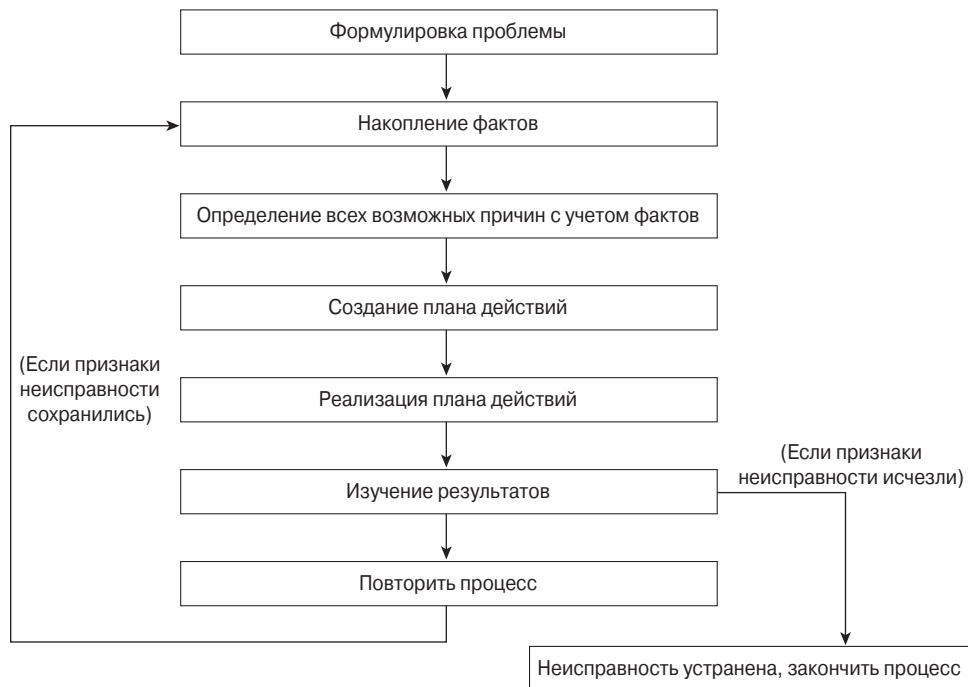 Формулировка проблемы
Накопление фактов
Определение всех возможных причин с учетом фактов
Создание плана действий
(Если признаки
неисправности
сохранились)
Реализация плана действий
(Если признаки
неисправности исчезли)
Изучение результатов
Повторить процесс
Неисправность устранена, закончить процесс